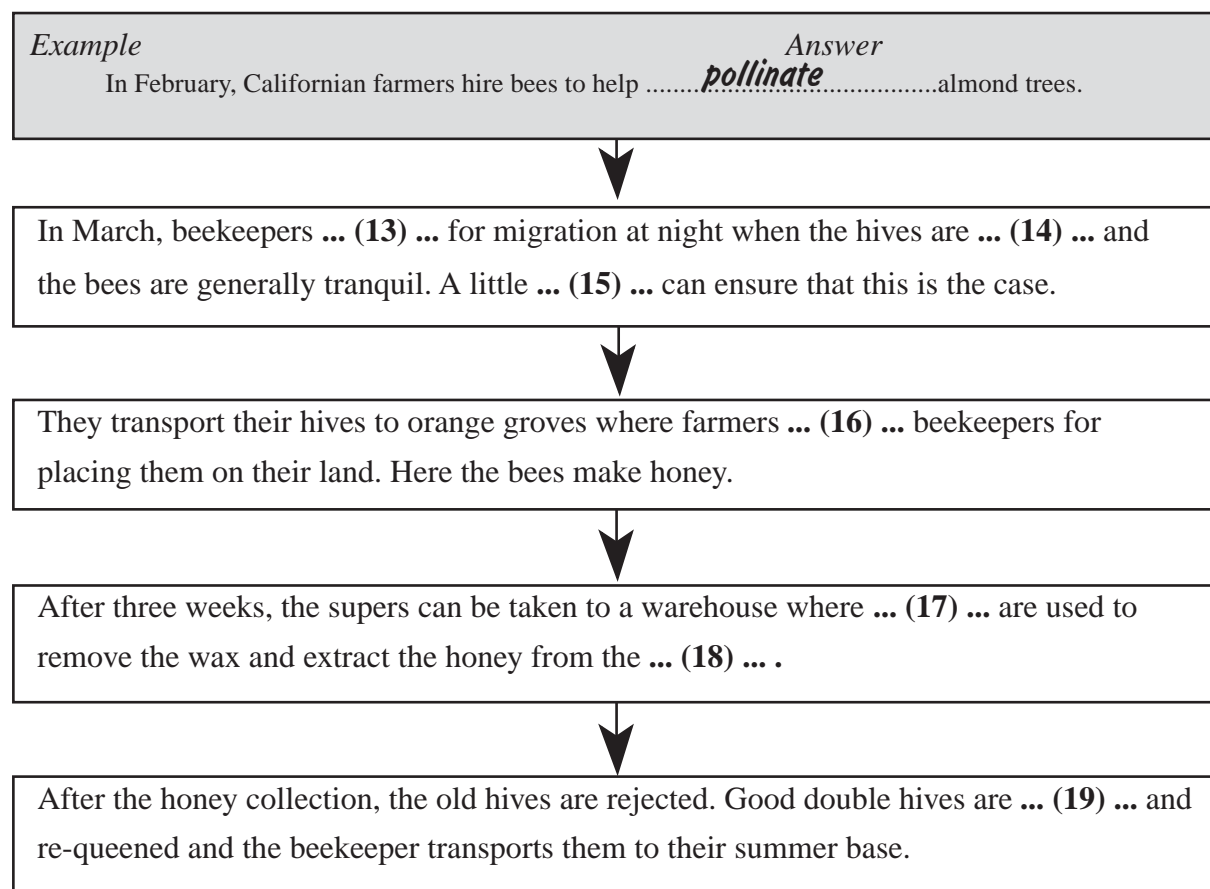 Example Answer
In February, Californian farmers hire bees to help ........pollinate....................almond trees.
In March, beekeepers ... (13) ... for migration at night when the hives are ... (14) ... and
the bees are generally tranquil. A little ... (15) ... can ensure that this is the case.
They transport their hives to orange groves where farmers ... (16) ... beekeepers for
placing them on their land. Here the bees make honey.
After three weeks, the supers can be taken to a warehouse where ... (17) ... are used to
remove the wax and extract the honey from the ... (18) ... .
After the honey collection, the old hives are rejected. Good double hives are ... (19) ... and
re-queened and the beekeeper transports them to their summer base.